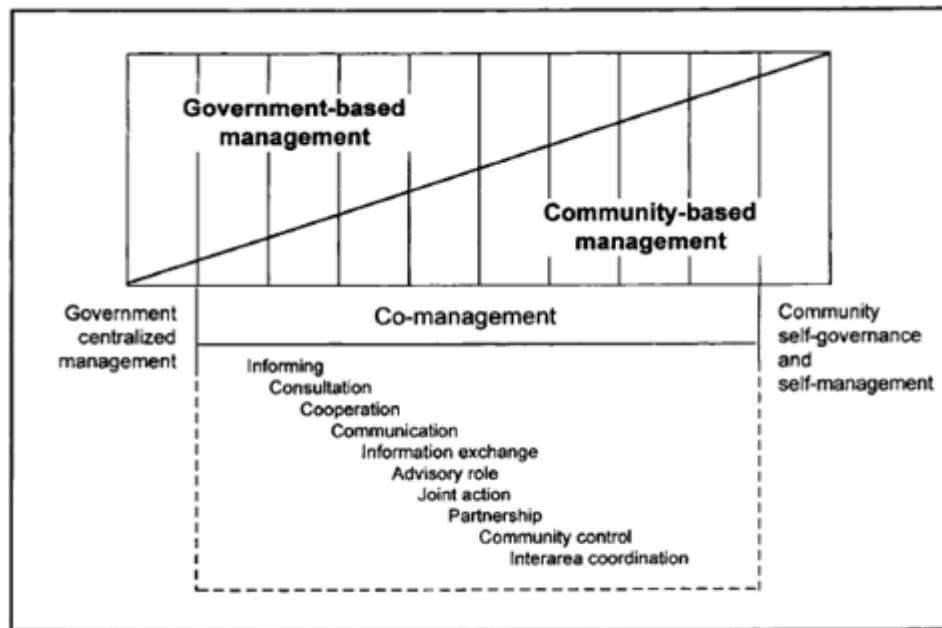 Government-based
management
Community-based
management
Government
centralized
management
Co-management
Community
self-governance
and
self-management
Informing
Consultation
Cooperation
Communication
Information exchange
Advisory role
Joint action
Partnership
Community control
Interarea coordination